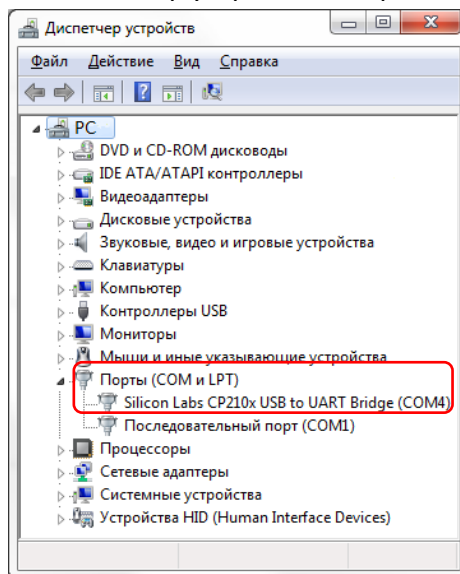 Диспетчер устройств
Файл Действие Вид Справка
PC
DVD и CD-ROM дисководы
IDE ATA/ATAPI контроллеры
Видеоадаптеры
Дисковые устройства
Звуковые, видео и игровые устройства
Клавиатуры
Компьютер
Контроллеры USB
Мониторы
Мыши и иные указывающие устройства
Порты (COM и LPT)
Silicon Labs CP210x USB to UART Bridge (COM4)
Последовательный порт (COM1)
Процессоры
Сетевые адаптеры
Системные устройства
Устройства HID (Human Interface Devices)